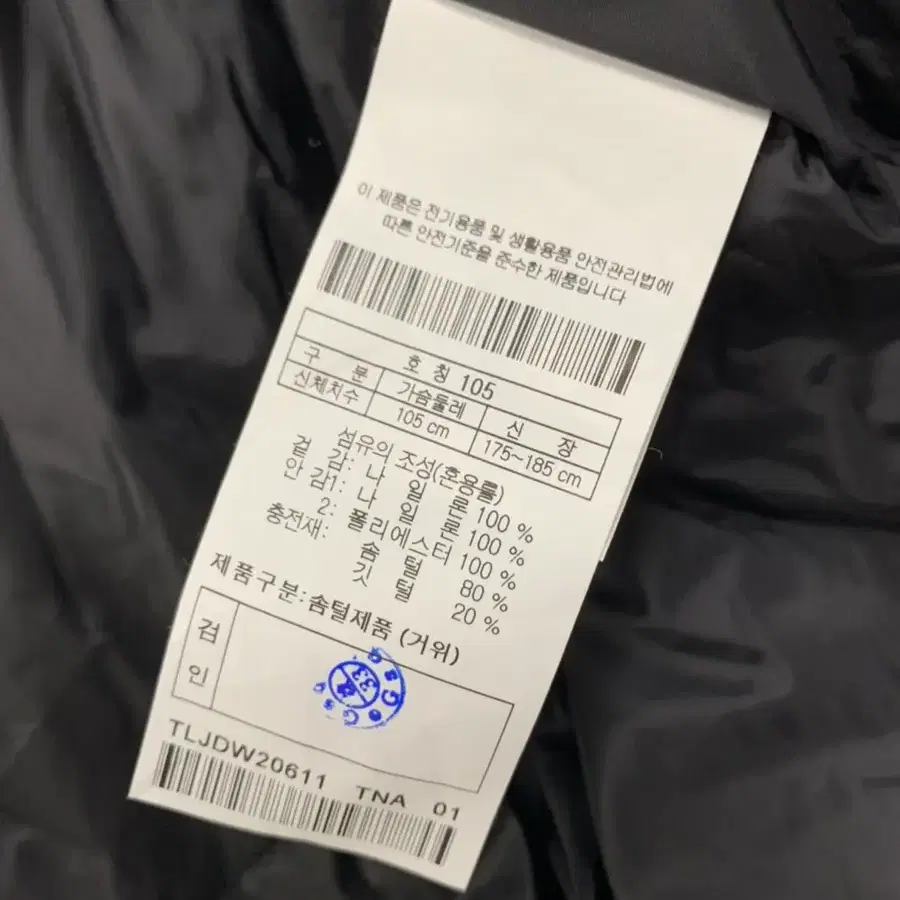 이 제품은 전기용품 및 생활용품 안전관리법에
따른 안전기준을 준수한 제품입니다
호 칭 105
구 분 가슴둘레 신 장
신체치수 105 cm 175~185 cm
섬유의 조성(혼용률)
겉 감: 나 일 론 100 %
안 감1: 나 일 론 100 %
2: 폴리에스터 100 %
충전재: 솜 털 80 %
깃 털 20 %
제품구분:솜털제품 (거위)
검
인
33
TLJDW20611 TNA 01